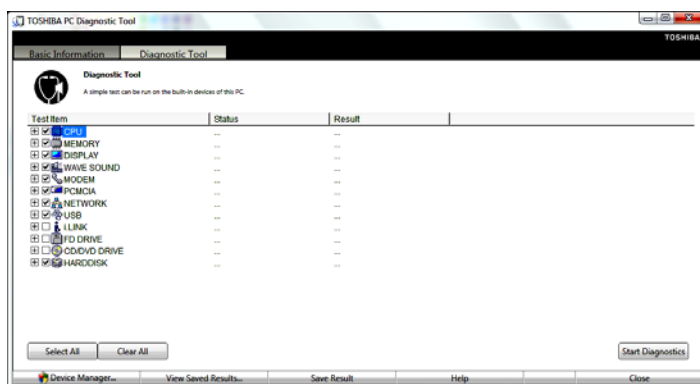 TOSHIBA PC Diagnostic Tool
TOSHIBA
Basic Information Diagnostic Tool
Diagnostic Tool
A simple test can be run on the built-in devices of this PC.
Test Item Status Result
CPU ... ...
MEMORY ... ...
DISPLAY ... ...
WAVE SOUND ... ...
MODEM ... ...
PCMCIA ... ...
NETWORK ... ...
USB ... ...
i.LINK ... ...
FD DRIVE ... ...
CD/DVD DRIVE ... ...
HARDDISK ... ...
Select All Clear All Start Diagnostics
Device Manager... View Saved Results... Save Result Help Close